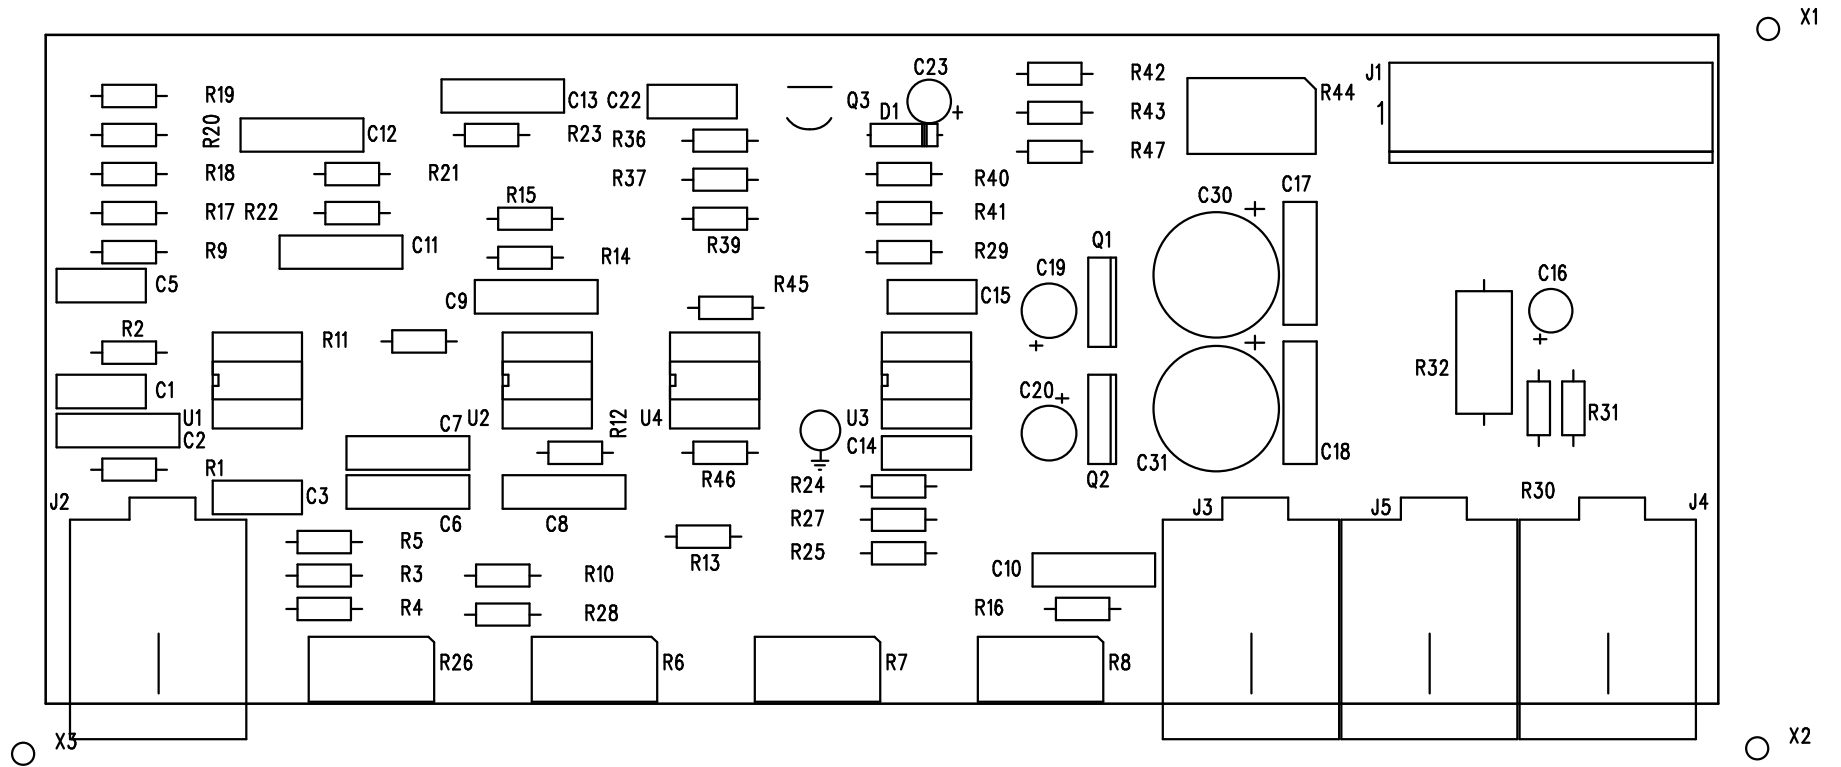 X1
C23
R42
J1
R19
C13
C22
Q3
D1
+
R43
R44
1
R20
C12
R23
R36
R47
R18
R21
R37
R40
R15
C30
+
C17
R17
R22
R41
R9
C11
R14
R39
R29
Q1
C5
C9
R45
C15
C19
C16
R2
R11
+
+
+
R32
C1
C20
+
U1
C2
C7
U2
R12
U4
U3
C14
R31
R1
C3
R46
R24
C31
Q2
C18
J2
C6
C8
R27
J3
J5
R30
J4
R5
R13
R25
R3
R10
C10
R4
R28
R16
R26
R6
R7
R8
X3
X2